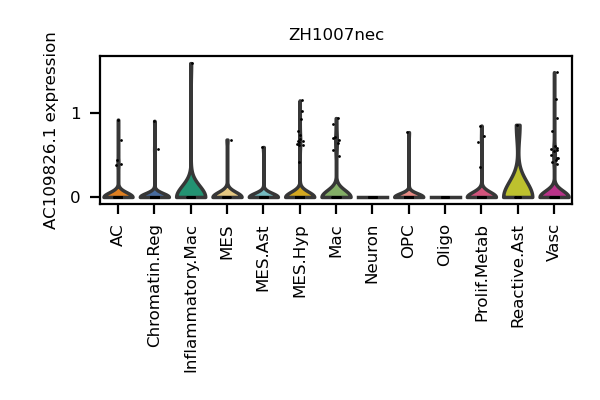 ZH1007nec
AC109826.1 expression
1
0
AC
Chromatin.Reg
Inflammatory.Mac
MES
MES.Ast
MES.Hyp
Mac
Neuron
OPC
Oligo
Prolif.Metab
Reactive.Ast
Vasc